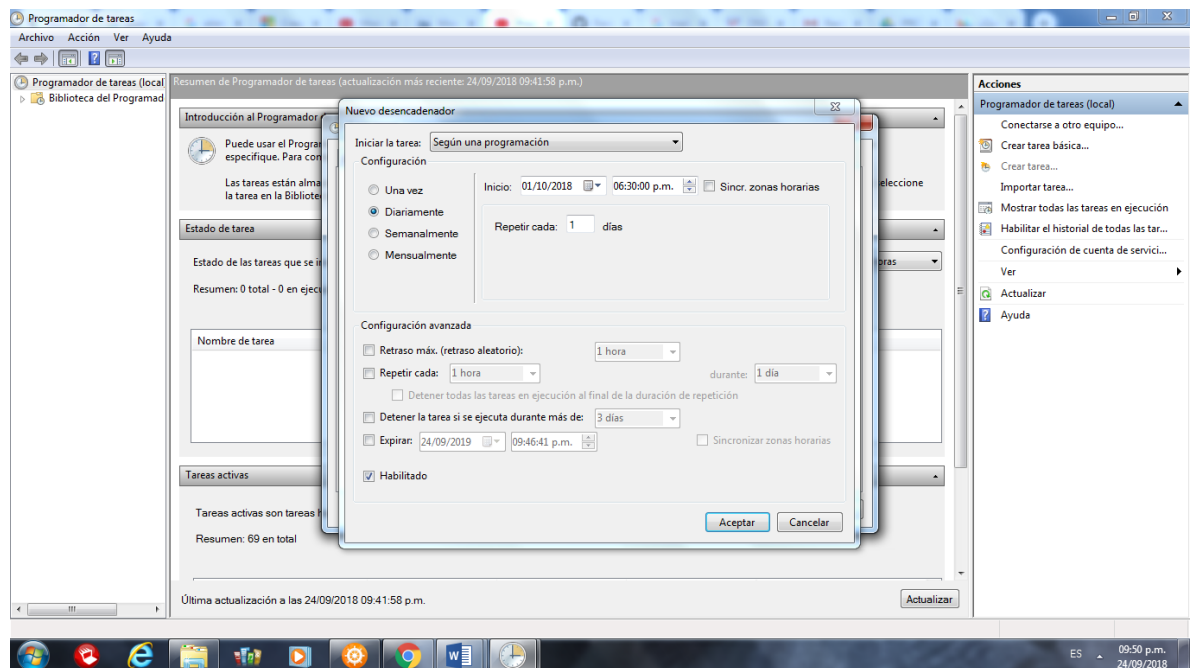 Programador de tareas
Archivo Acción Ver Ayuda
Programador de tareas (local
Biblioteca del Programad
Resumen de Programador de tareas (actualización más reciente: 24/09/2018 09:41:58 p.m.)
Introducción al Programador
Puede usar el Progra
especifique. Para con
Las tareas están alma
la tarea en la Bibliote
eleccione
Estado de tarea
Estado de las tareas que se in
oras
Resumen: 0 total - 0 en ejecu
Nombre de tarea
Tareas activas
Tareas activas son tareas h
Resumen: 69 en total
Última actualización a las 24/09/2018 09:41:58 p.m.
Actualizar
Nuevo desencadenador
Iniciar la tarea: Según una programación
Configuración
Una vez
Diariamente
Semanalmente
Mensualmente
Inicio: 01/10/2018 06:30:00 p.m. Sincr. zonas horarias
Repetir cada: 1 días
Configuración avanzada
Retraso máx. (retraso aleatorio): 1 hora
Repetir cada: 1 hora durante: 1 día
Detener todas las tareas en ejecución al final de la duración de repetición
Detener la tarea si se ejecuta durante más de: 3 días
Expirar: 24/09/2019 09:46:41 p.m. Sincronizar zonas horarias
Habilitado
Aceptar Cancelar
Acciones
Programador de tareas (local)
Conectarse a otro equipo...
Crear tarea básica...
Crear tarea...
Importar tarea...
Mostrar todas las tareas en ejecución
Habilitar el historial de todas las tar...
Configuración de cuenta de servici...
Ver
Actualizar
Ayuda
ES 09:50 p.m.
24/09/2018